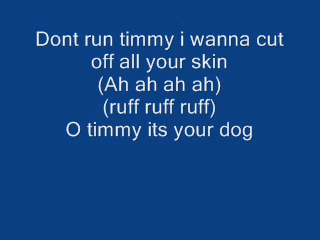 Dont run timmy i wanna cut
off all your skin
(Ah ah ah ah)
(ruff ruff ruff)
O timmy its your dog